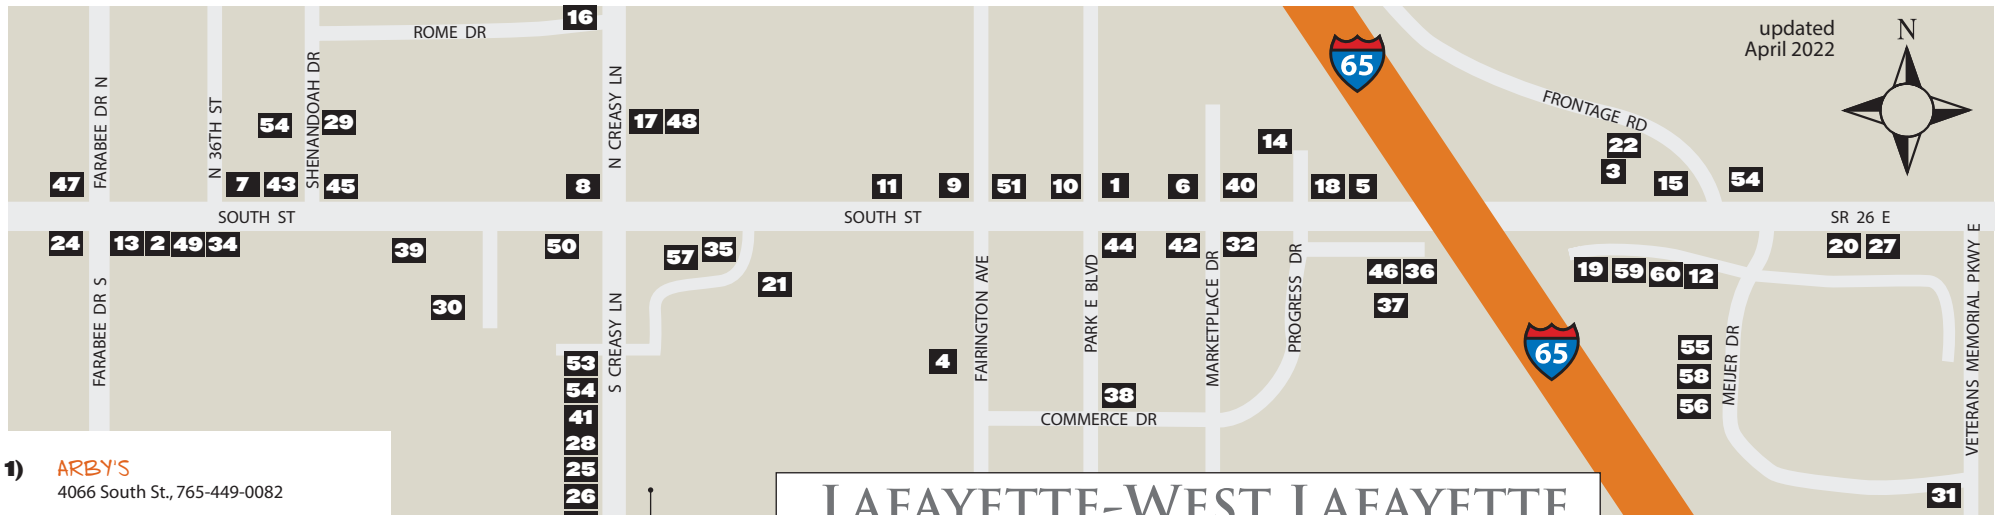 16
ROME DR
65
updated
April 2022
N
FARABEE DR N
N 36TH ST
SHENANDOAH DR
N CREASY LN
FRONTAGE RD
54
29
17
48
14
22
3
47
7
43
45
8
11
9
51
10
1
6
40
18
5
15
54
SOUTH ST
SOUTH ST
SR 26 E
24
13
2
49
34
39
50
57
35
44
42
32
20
27
21
46
36
19
59
60
12
30
37
FARABEE DR S
S CREASY LN
FAIRINGTON AVE
PARK E BLVD
MARKETPLACE DR
PROGRESS DR
65
MEIJER DR
VETERANS MEMORIAL PKWY E
53
54
41
28
25
26
4
38
55
58
56
COMMERCE DR
31
1) ARBY'S
4066 South St., 765-449-0082
LAFAYETTE-WEST LAFAYETTE